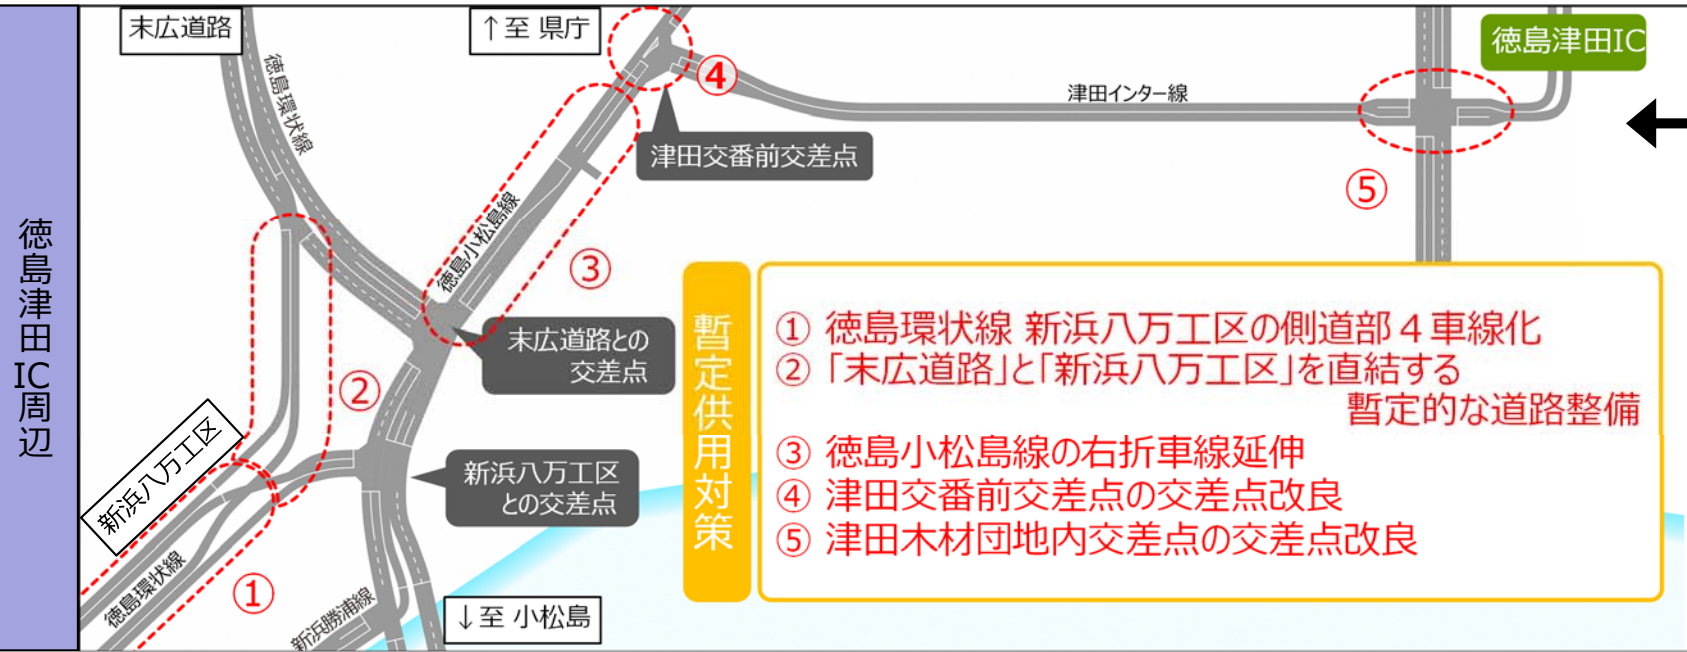 徳島津田IC周辺
末広道路
↑至 県庁
徳島津田IC
徳島環状線
④
津田インター線
津田交番前交差点
⑤
徳島小松島線
③
末広道路との
交差点
②
新浜八万工区
新浜八万工区
との交差点
徳島環状線
①
新浜勝浦線
↓至 小松島
暫定供用対策
① 徳島環状線 新浜八万工区の側道部４車線化
② 「末広道路」と「新浜八万工区」を直結する
暫定的な道路整備
③ 徳島小松島線の右折車線延伸
④ 津田交番前交差点の交差点改良
⑤ 津田木材団地内交差点の交差点改良